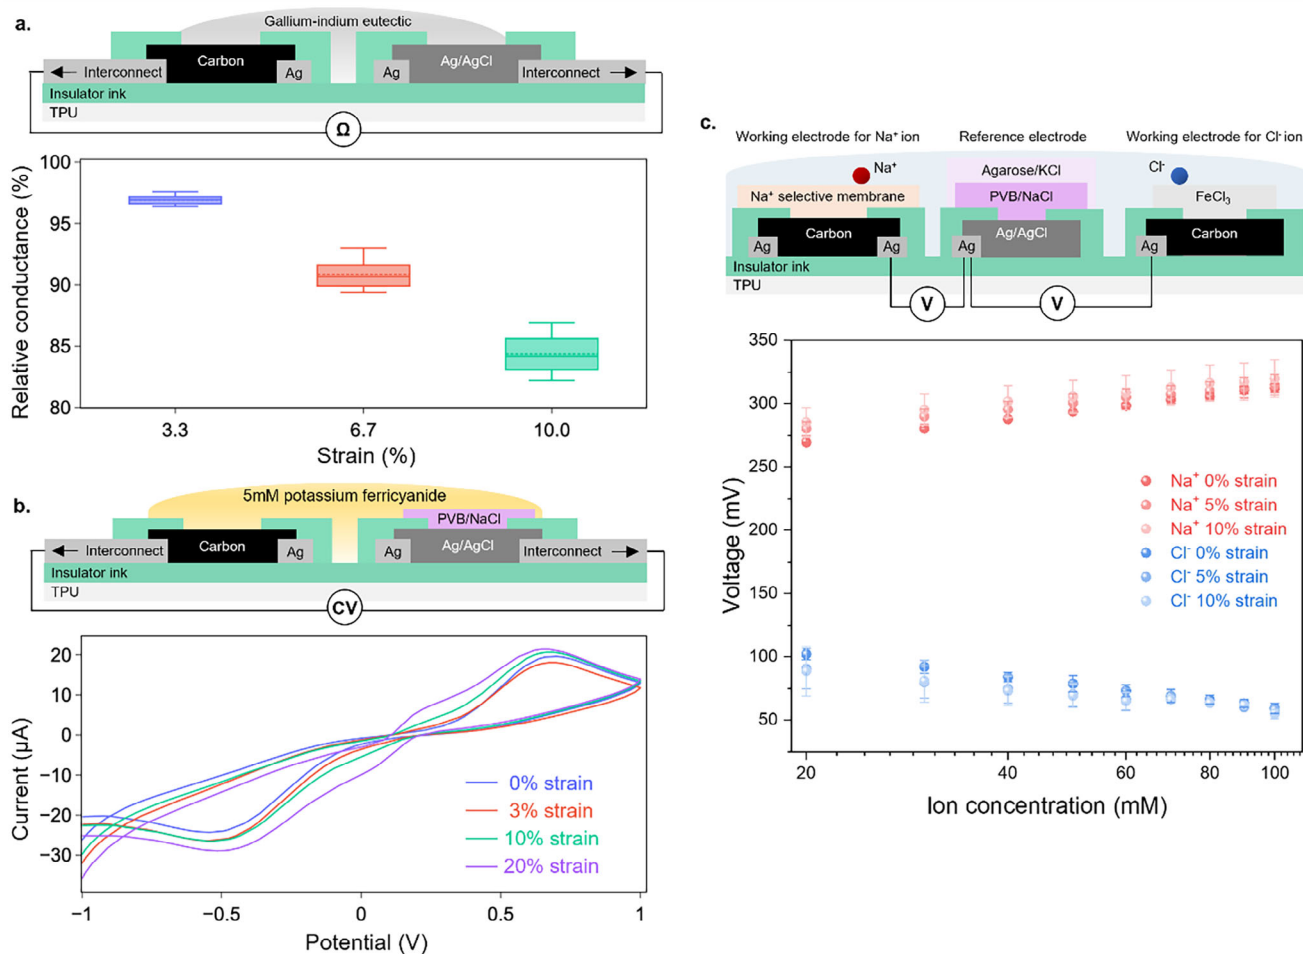 a.
Gallium-indium eutectic
Carbon
Ag/AgCl
Interconnect
Ag
Ag
Interconnect
Insulator ink
TPU
Ω
Relative conductance (%)
100
95
90
85
80
3.3
6.7
10.0
Strain (%)
b.
5mM potassium ferricyanide
PVB/NaCl
Interconnect
Carbon
Ag
Ag
Ag/AgCl
Interconnect
Insulator ink
TPU
CV
Current (µA)
20
10
0
−10
−20
−30
0% strain
3% strain
10% strain
20% strain
−1
−0.5
0
0.5
1
Potential (V)
c.
Working electrode for Na⁺ ion
Reference electrode
Working electrode for Cl⁻ ion
Na⁺
Agarose/KCl
Cl⁻
Na⁺ selective membrane
PVB/NaCl
FeCl₃
Ag
Carbon
Ag
Ag
Ag/AgCl
Ag
Carbon
Insulator ink
TPU
V
V
Voltage (mV)
350
300
250
200
150
100
50
Na⁺ 0% strain
Na⁺ 5% strain
Na⁺ 10% strain
Cl⁻ 0% strain
Cl⁻ 5% strain
Cl⁻ 10% strain
20
40
60
80
100
Ion concentration (mM)